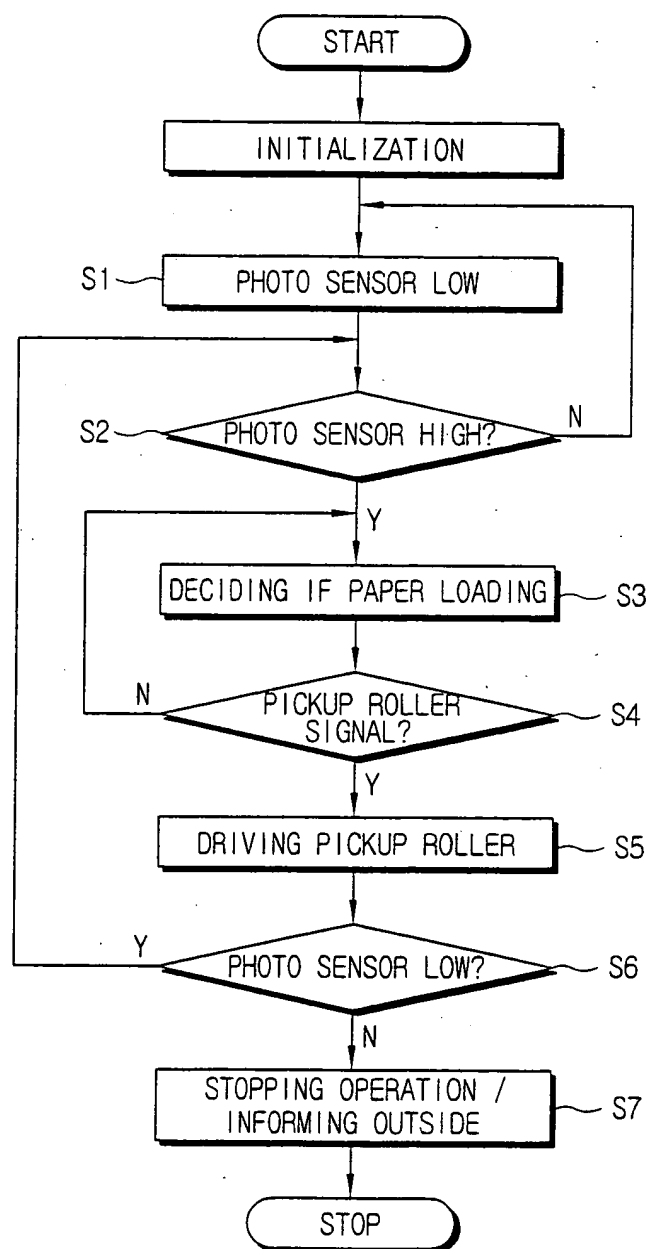 START
INITIALIZATION
S1
PHOTO SENSOR LOW
S2
PHOTO SENSOR HIGH?
N
Y
DECIDING IF PAPER LOADING
S3
N
PICKUP ROLLER
SIGNAL?
S4
Y
DRIVING PICKUP ROLLER
S5
Y
PHOTO SENSOR LOW?
S6
N
STOPPING OPERATION /
INFORMING OUTSIDE
S7
STOP